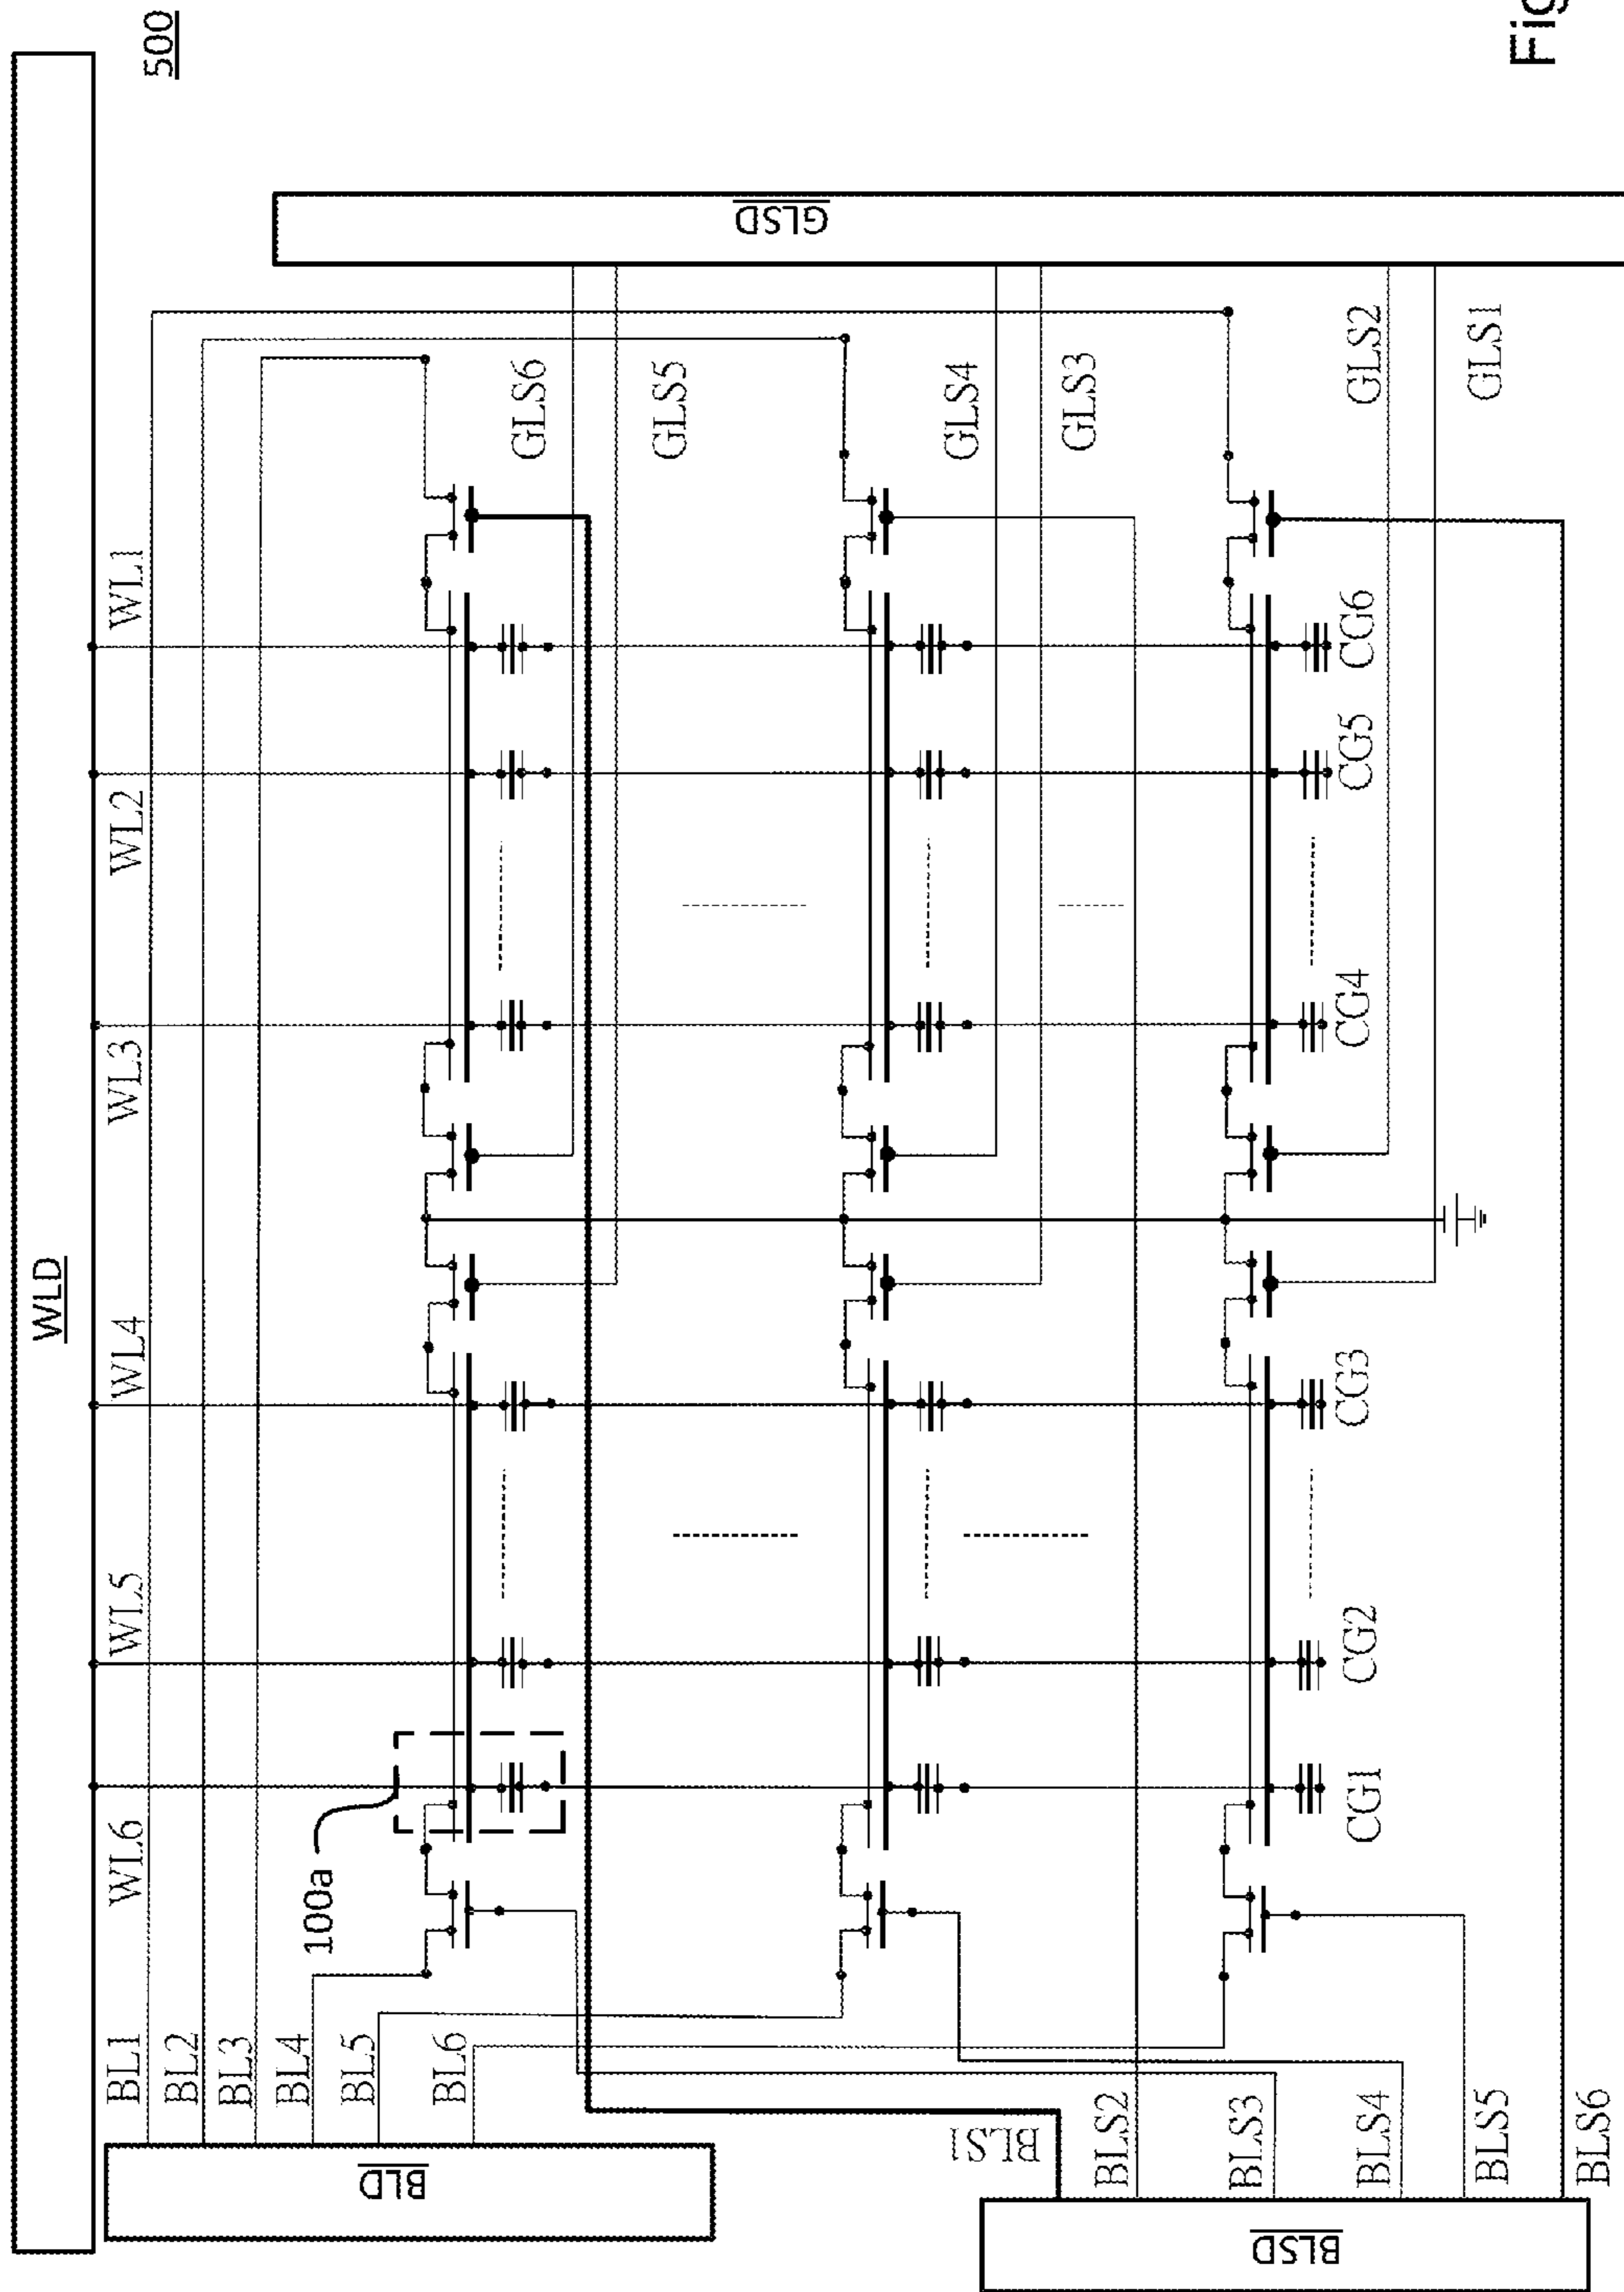 500
Fig
WLD
WL1
WL2
WL3
WL4
WL5
WL6
BL1
BL2
BL3
BL4
BL5
BL6
BLD
100a
GLSD
GLS6
GLS5
GLS4
GLS3
GLS2
GLS1
CG6
CG5
CG4
CG3
CG2
CG1
BLS1
BLS2
BLS3
BLS4
BLS5
BLS6
BLSD